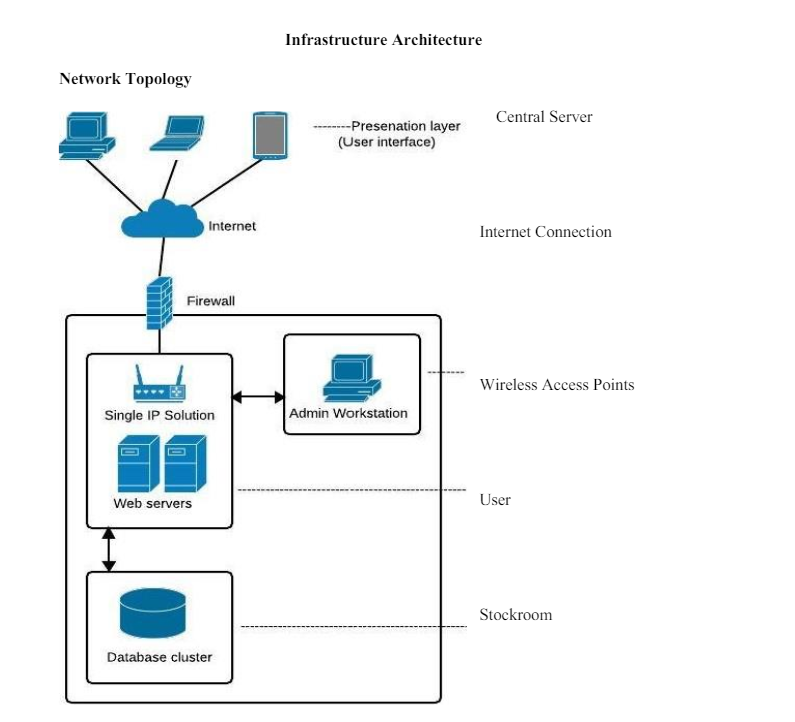 Infrastructure Architecture
Network Topology
--------Presenation layer
(User interface)
Central Server
Internet
Internet Connection
Firewall
Single IP Solution
Admin Workstation
Wireless Access Points
Web servers
User
Stockroom
Database cluster